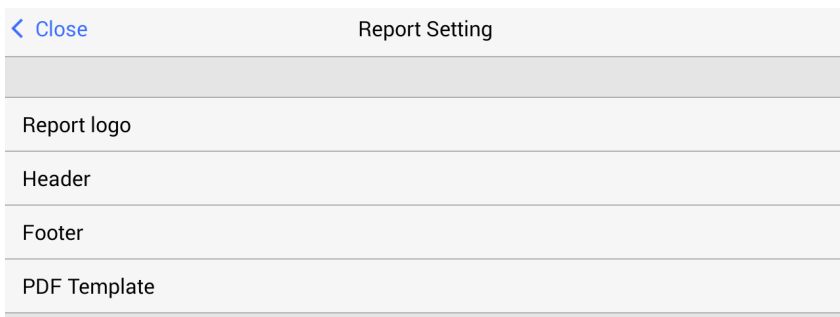 Close
Report Setting
Report logo
Header
Footer
PDF Template